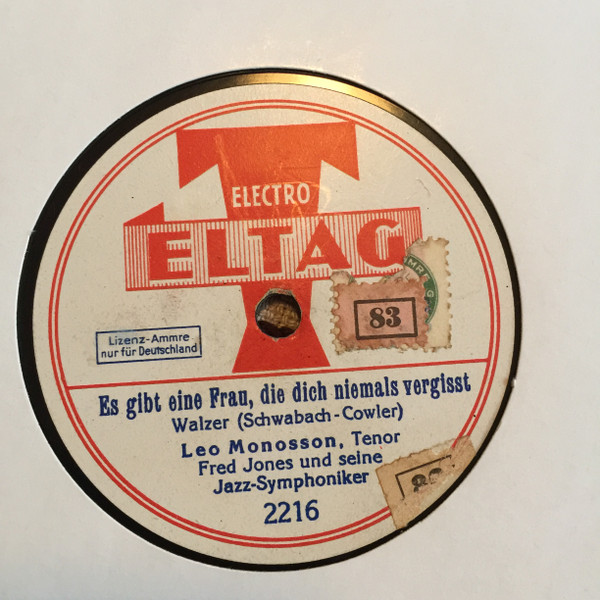 ELECTRO
ELTAG
83
Lizenz-Ammre
nur für Deutschland
Es gibt eine Frau, die dich niemals vergisst
Walzer (Schwabach-Cowler)
Leo Monosson, Tenor
Fred Jones und seine
Jazz-Symphoniker
2216